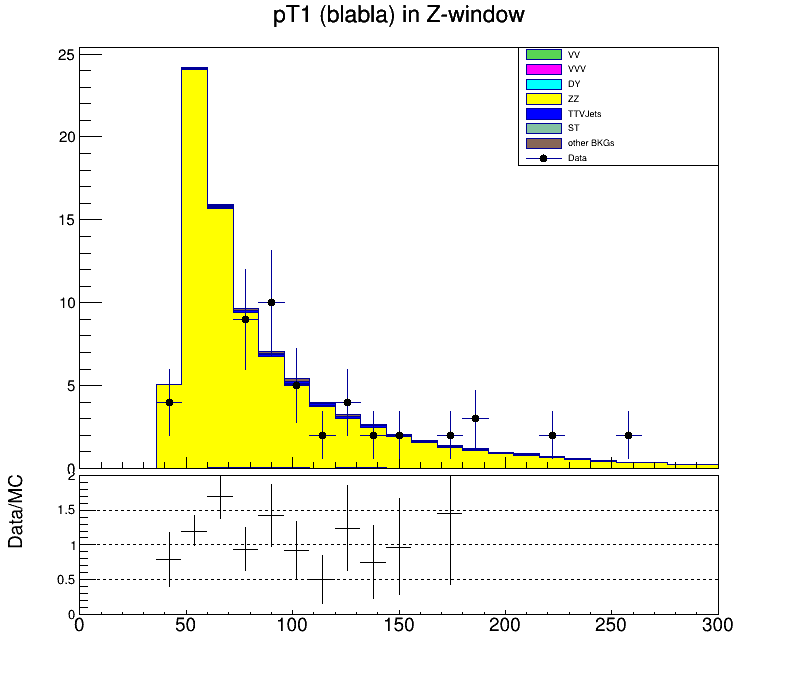 pT1 (blabla) in Z-window
25
20
15
10
5
0
VV
VVV
DY
ZZ
TTVJets
ST
other BKGs
Data
Data/MC
2
1.5
1
0.5
0
0 50 100 150 200 250 300